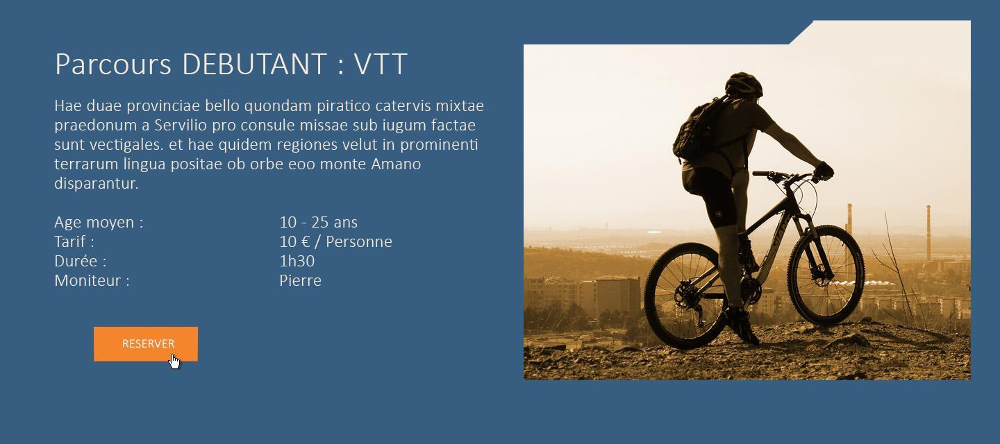 Parcours DEBUTANT : VTT
Hae duae provinciae bello quondam piratico catervis mixtae
praedonum a Servilio pro consule missae sub iugum factae
sunt vectigales. et hae quidem regiones velut in prominenti
terrarum lingua positae ob orbe eoo monte Amano
disparantur.
Age moyen : 10 - 25 ans
Tarif : 10 € / Personne
Durée : 1h30
Moniteur : Pierre
RESERVER